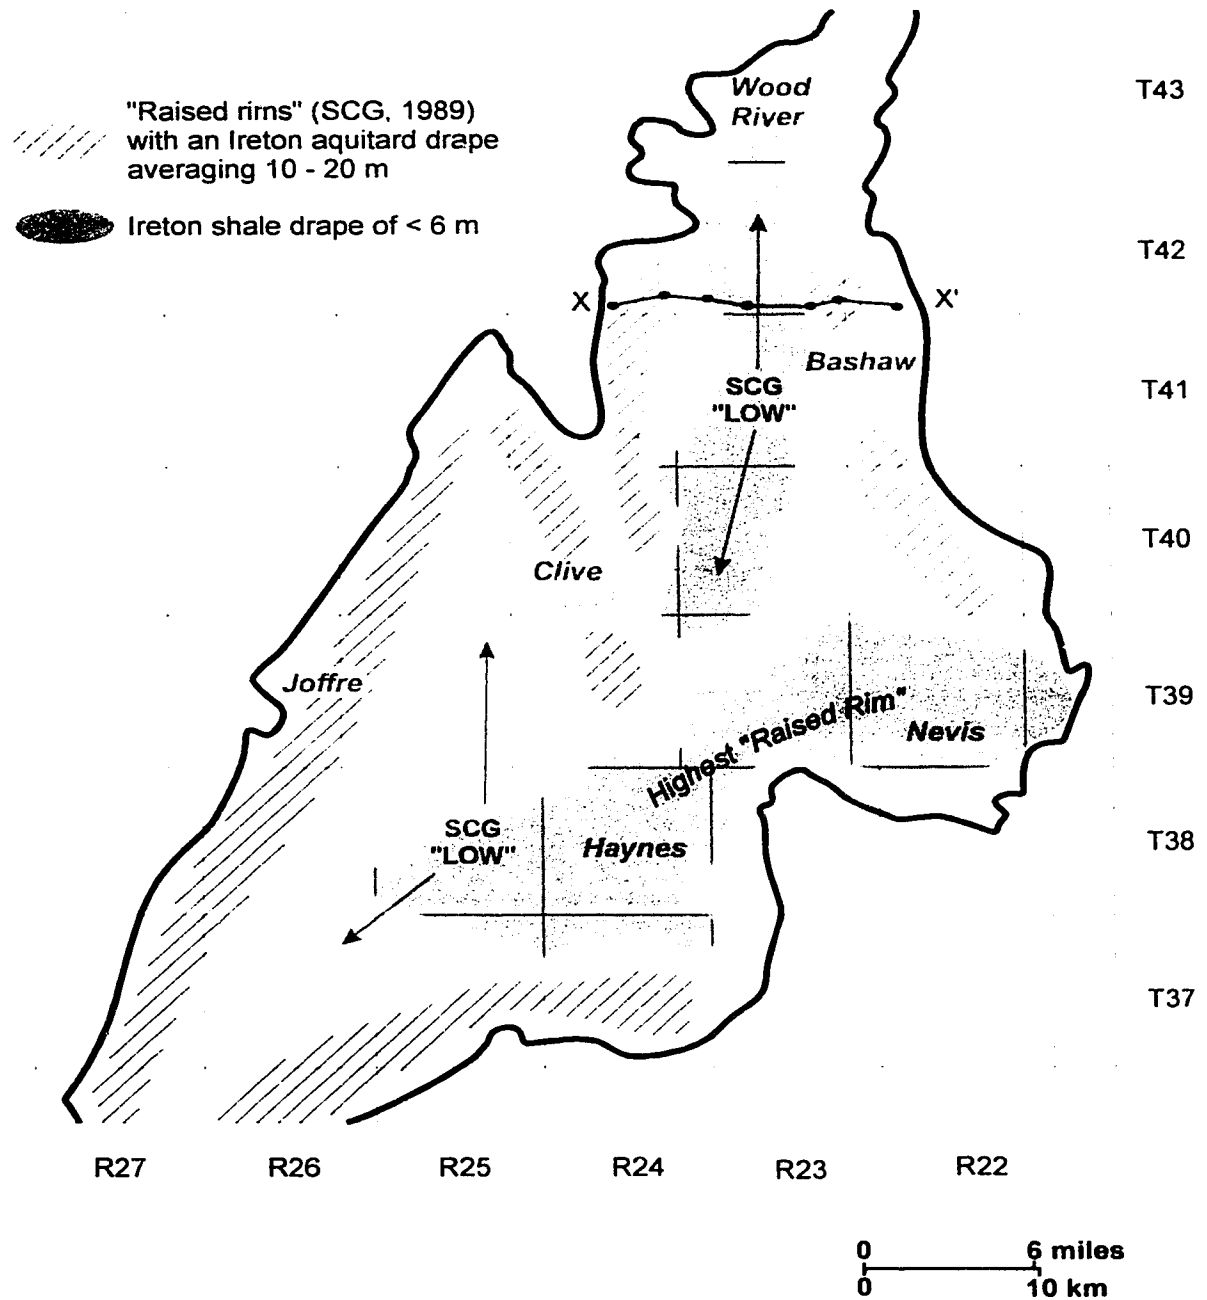 Wood
River
T43
"Raised rims" (SCG, 1989)
with an Ireton aquitard drape
averaging 10 - 20 m
Ireton shale drape of < 6 m
T42
X
X'
Bashaw
SCG
"LOW"
T41
T40
Clive
Joffre
T39
Highest "Raised Rim"
Nevis
SCG
"LOW"
Haynes
T38
T37
R27
R26
R25
R24
R23
R22
0
6 miles
0
10 km